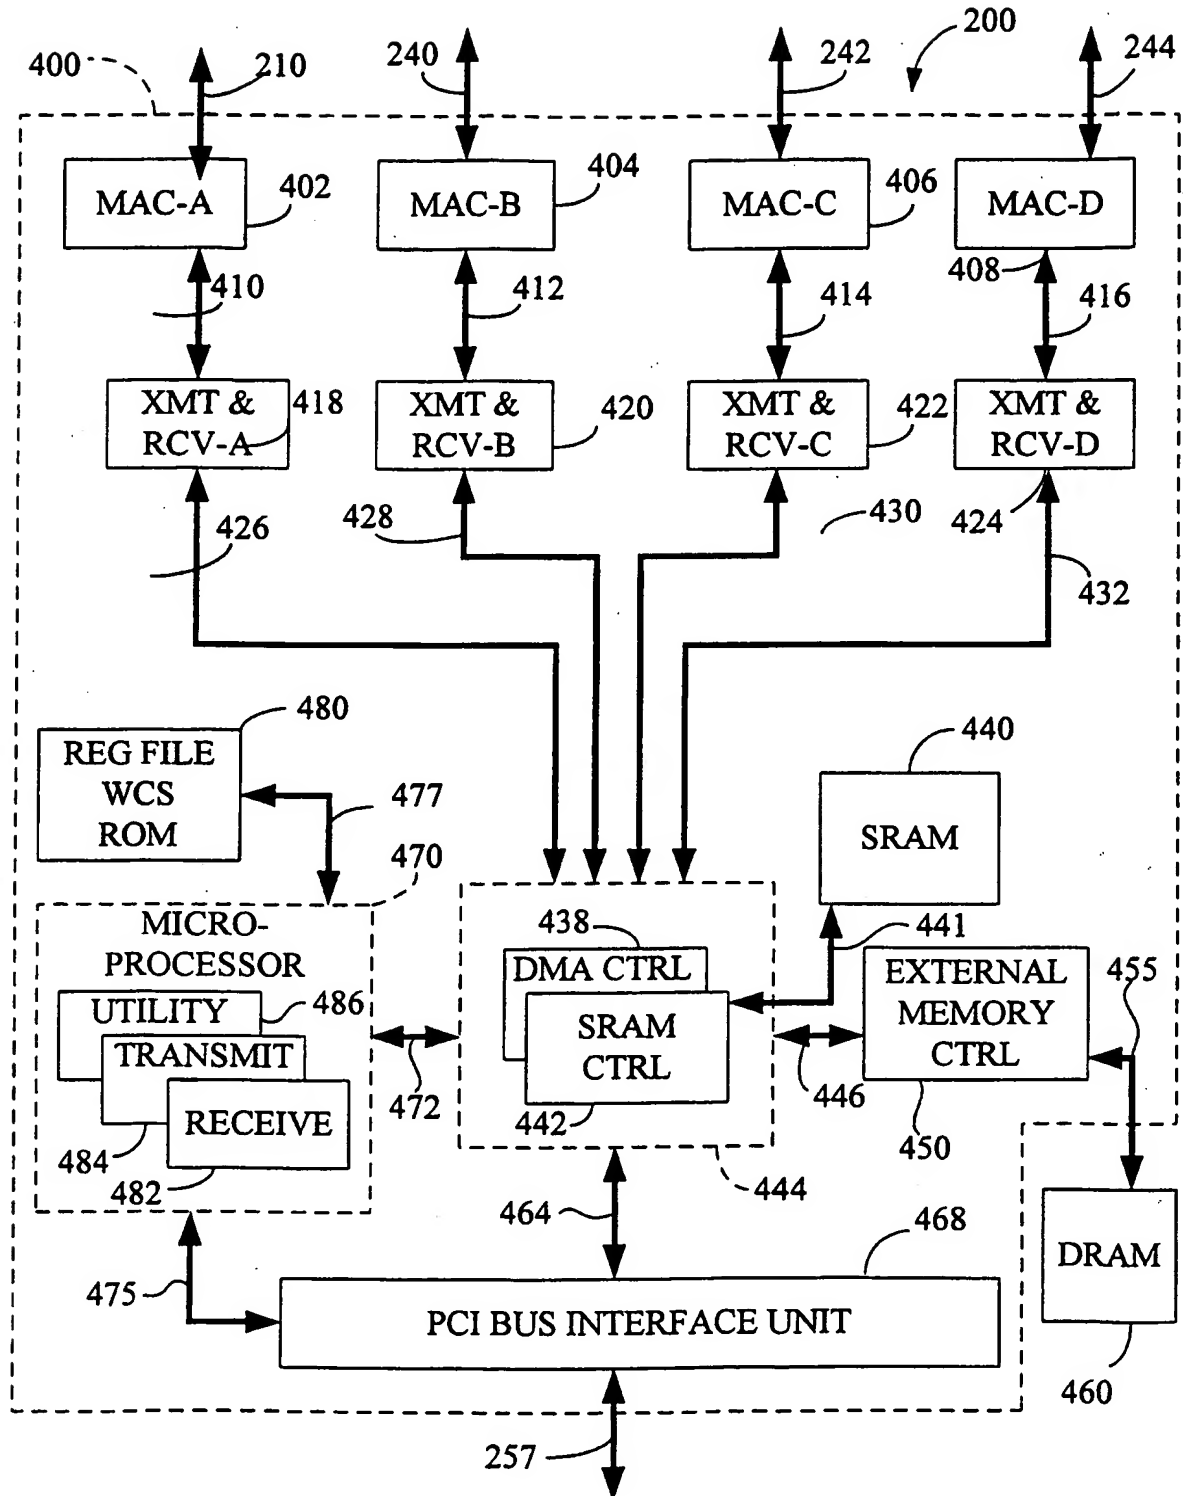 200
400
210
240
242
244
MAC-A
402
MAC-B
404
MAC-C
406
MAC-D
408
410
412
414
416
XMT &
RCV-A
418
XMT &
RCV-B
420
XMT &
RCV-C
422
XMT &
RCV-D
424
426
428
430
432
480
REG FILE
WCS
ROM
477
440
SRAM
470
MICRO-
PROCESSOR
UTILITY
486
TRANSMIT
RECEIVE
484
482
472
438
DMA CTRL
SRAM
CTRL
442
441
EXTERNAL
MEMORY
CTRL
455
446
450
444
464
468
DRAM
460
475
PCI BUS INTERFACE UNIT
257